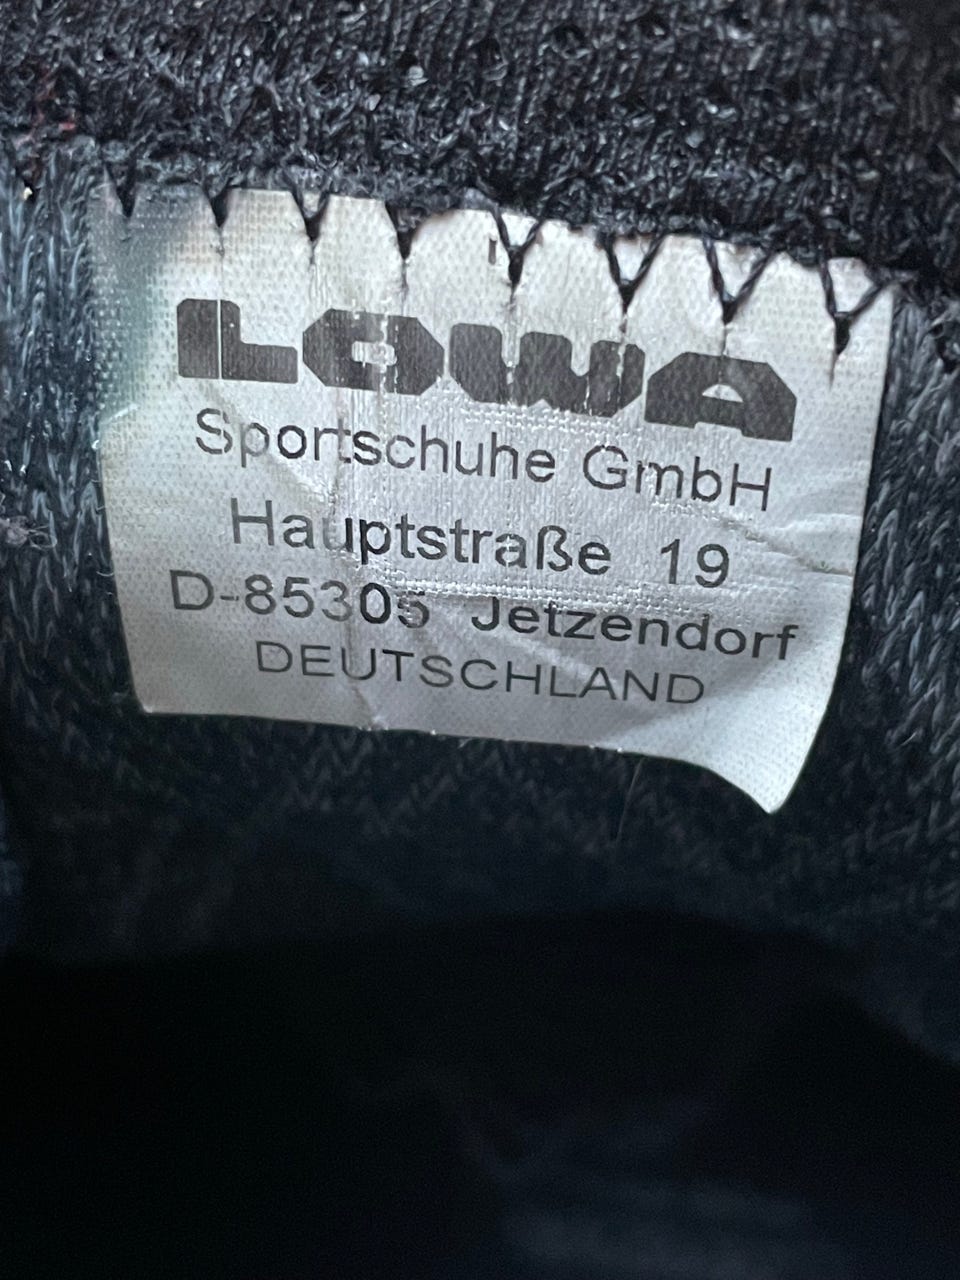 LOWA
Sportschuhe GmbH
Hauptstraße 19
D-85305 Jetzendorf
DEUTSCHLAND